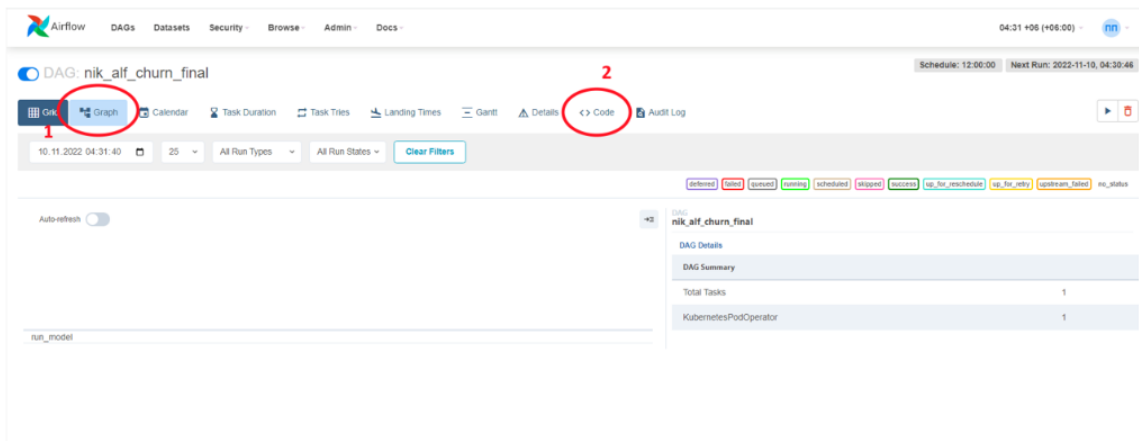 Airflow DAGs Datasets Security Browse Admin Docs 04:31 +06 (+06:00) nn
DAG: nik_alf_churn_final Schedule: 12:00:00 Next Run: 2022-11-10, 04:30:46
2
Grid Graph Calendar Task Duration Task Tries Landing Times Gantt Details <> Code Audit Log
1
10.11.2022 04:31:40 25 All Run Types All Run States Clear Filters
deferred failed queued running scheduled skipped success up_for_reschedule up_for_retry upstream_failed no_status
Auto-refresh
DAG
nik_alf_churn_final
DAG Details
DAG Summary
Total Tasks 1
KubernetesPodOperator 1
run_model